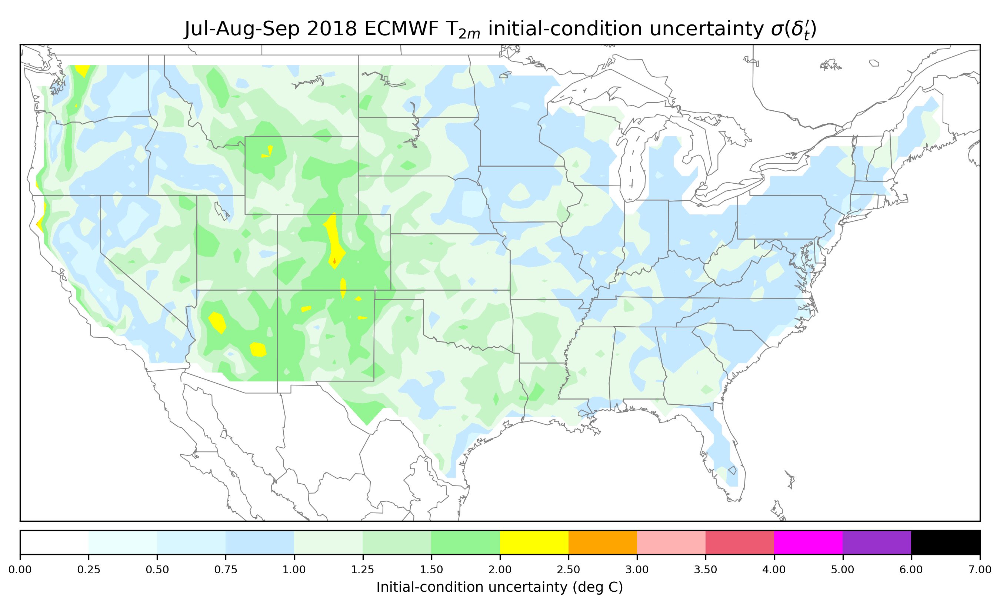 Jul-Aug-Sep 2018 ECMWF T2m initial-condition uncertainty σ(δ′t)
0.00 0.25 0.50 0.75 1.00 1.25 1.50 2.00 2.50 3.00 3.50 4.00 5.00 6.00 7.00
Initial-condition uncertainty (deg C)